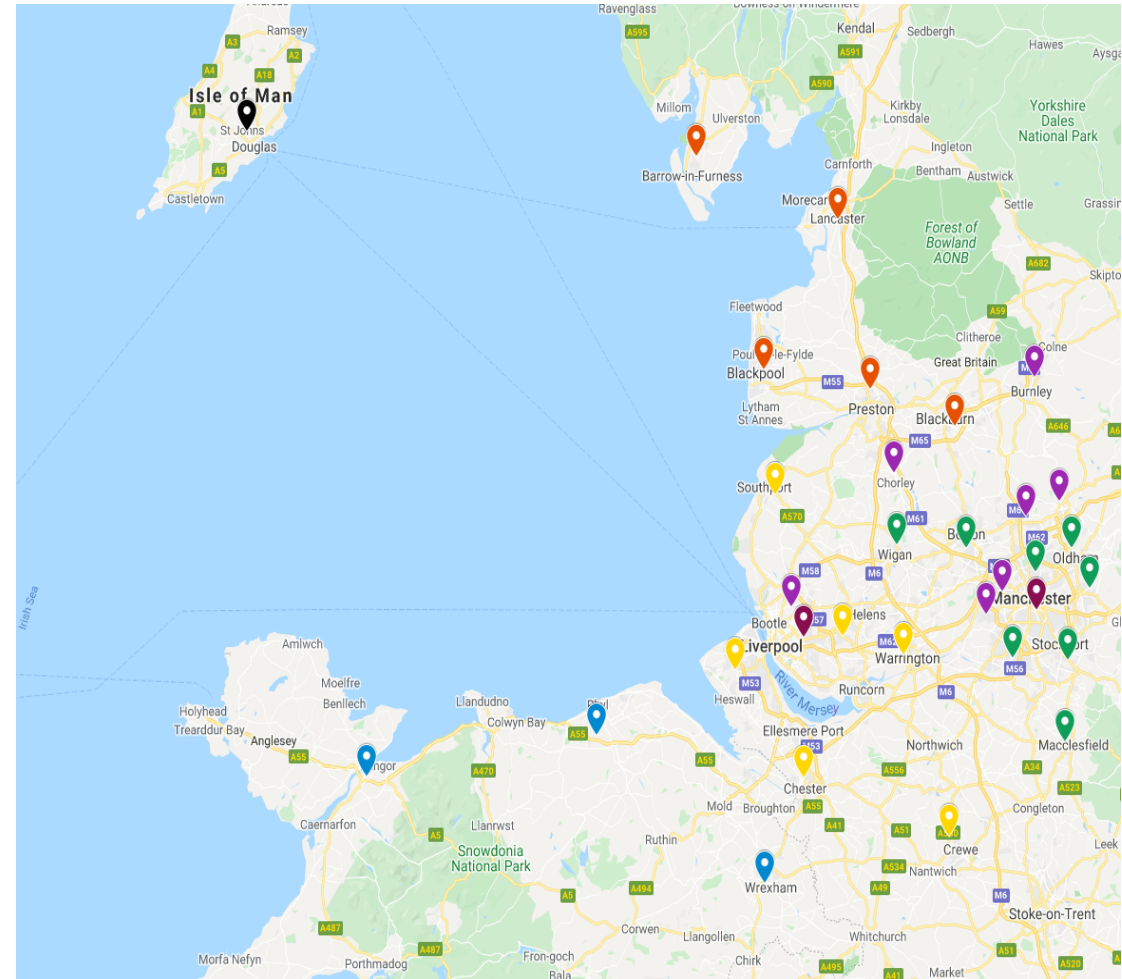 Ravenglass
Bowness-on-Windermere
Ramsey
A595
Kendal
Sedbergh
A3
A2
A591
Hawes
A4
A18
Aysga
A590
Isle of Man
Millom
Kirkby
Lonsdale
Yorkshire
Dales
National Park
A1
St Johns
Ulverston
Douglas
Ingleton
A5
Barrow-in-Furness
Carnforth
Bentham
Austwick
Castletown
Morecam
Settle
Grassin
Lancaster
Forest of
Bowland
AONB
A682
Skipto
Fleetwood
A59
Clitheroe
Colne
Poul
le-Fylde
Great Britain
Blackpool
M55
Burnley
Lytham
St Annes
Preston
Blackburn
A646
M65
Chorley
Southport
A570
M61
Wigan
Bolton
M62
Oldham
M58
M6
Manchester
Bootle
M57
Helens
Liverpool
M62
Warrington
Stockport
M56
Irish Sea
Amlwch
M53
Heswall
River Mersey
Runcorn
M6
Moelfre
Benllech
Llandudno
Rhyl
Holyhead
Trearddur Bay
Colwyn Bay
A55
Ellesmere Port
M53
Northwich
Macclesfield
Anglesey
A55
Bangor
A470
A55
A556
A34
Chester
A523
Mold
Broughton
A55
Congleton
Caernarfon
Llanrwst
A41
A51
A5
Ruthin
Crewe
Leek
Snowdonia
National Park
A534
Nantwich
A494
Wrexham
A49
M6
A5
Stoke-on-Trent
A487
Corwen
Llangollen
Whitchurch
A487
A51
Morfa Nefyn
Porthmadog
Fron-goch
Bala
Chirk
A495
A41
Market
A520